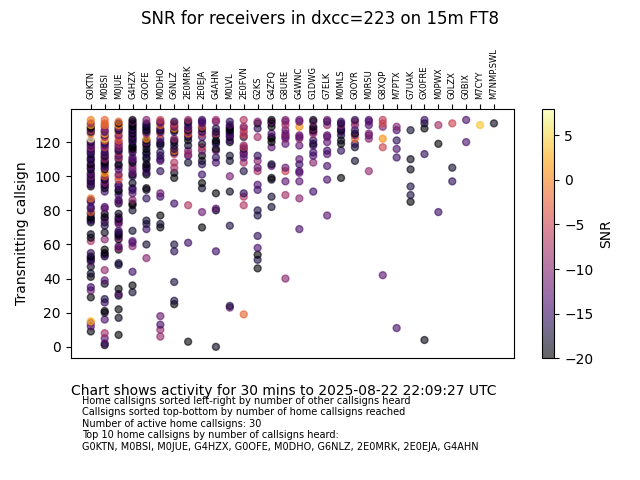 SNR for receivers in dxcc=223 on 15m FT8
G0KTN M0BSI M0JUE G4HZX G0OFE M0DHO G6NLZ 2E0MRK 2E0EJA G4AHN M0LVL 2E0FVN G2KS G4ZFQ G8URE G4WNC G1DWG G7ELK M0MLS G0OYR M0RSU G8XQP M7PTX G7UAK GX0FRE M0PWX G0LZX G0BIX M7CYY M7NMP.SWL
Transmitting callsign
120
100
80
60
40
20
0
5
0
−5
−10
−15
−20
SNR
Chart shows activity for 30 mins to 2025-08-22 22:09:27 UTC
Home callsigns sorted left-right by number of other callsigns heard
Callsigns sorted top-bottom by number of home callsigns reached
Number of active home callsigns: 30
Top 10 home callsigns by number of callsigns heard:
G0KTN, M0BSI, M0JUE, G4HZX, G0OFE, M0DHO, G6NLZ, 2E0MRK, 2E0EJA, G4AHN